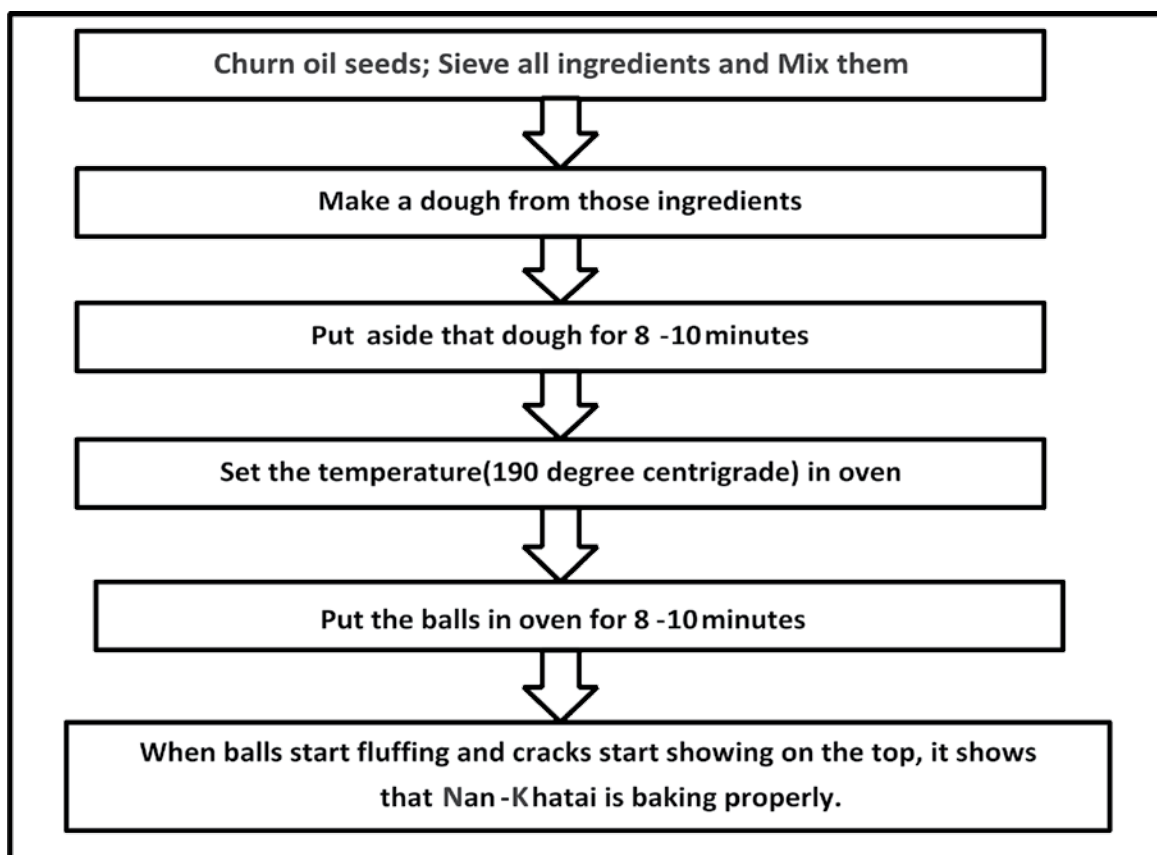 Churn oil seeds; Sieve all ingredients and Mix them
Make a dough from those ingredients
Put aside that dough for 8 -10 minutes
Set the temperature(190 degree centrigrade) in oven
Put the balls in oven for 8 -10 minutes
When balls start fluffing and cracks start showing on the top, it shows
that Nan -Khatai is baking properly.